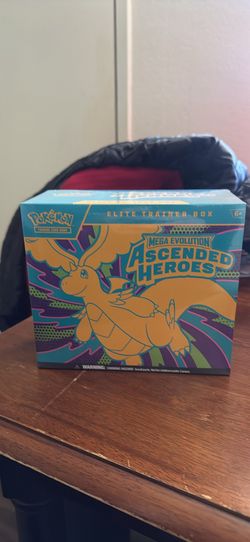 Pokémon
TRADING CARD GAME
ELITE TRAINER BOX
6+
MEGA EVOLUTION
ASCENDED
HEROES
WARNING: